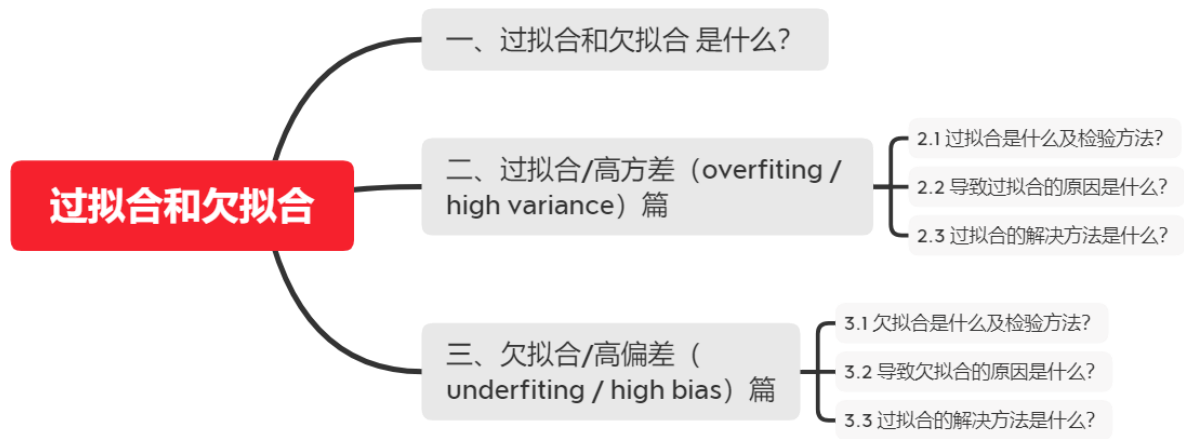 过拟合和欠拟合
一、过拟合和欠拟合 是什么？
二、过拟合/高方差（overfiting /
high variance）篇
2.1 过拟合是什么及检验方法？
2.2 导致过拟合的原因是什么？
2.3 过拟合的解决方法是什么？
三、欠拟合/高偏差（
underfiting / high bias）篇
3.1 欠拟合是什么及检验方法？
3.2 导致欠拟合的原因是什么？
3.3 过拟合的解决方法是什么？